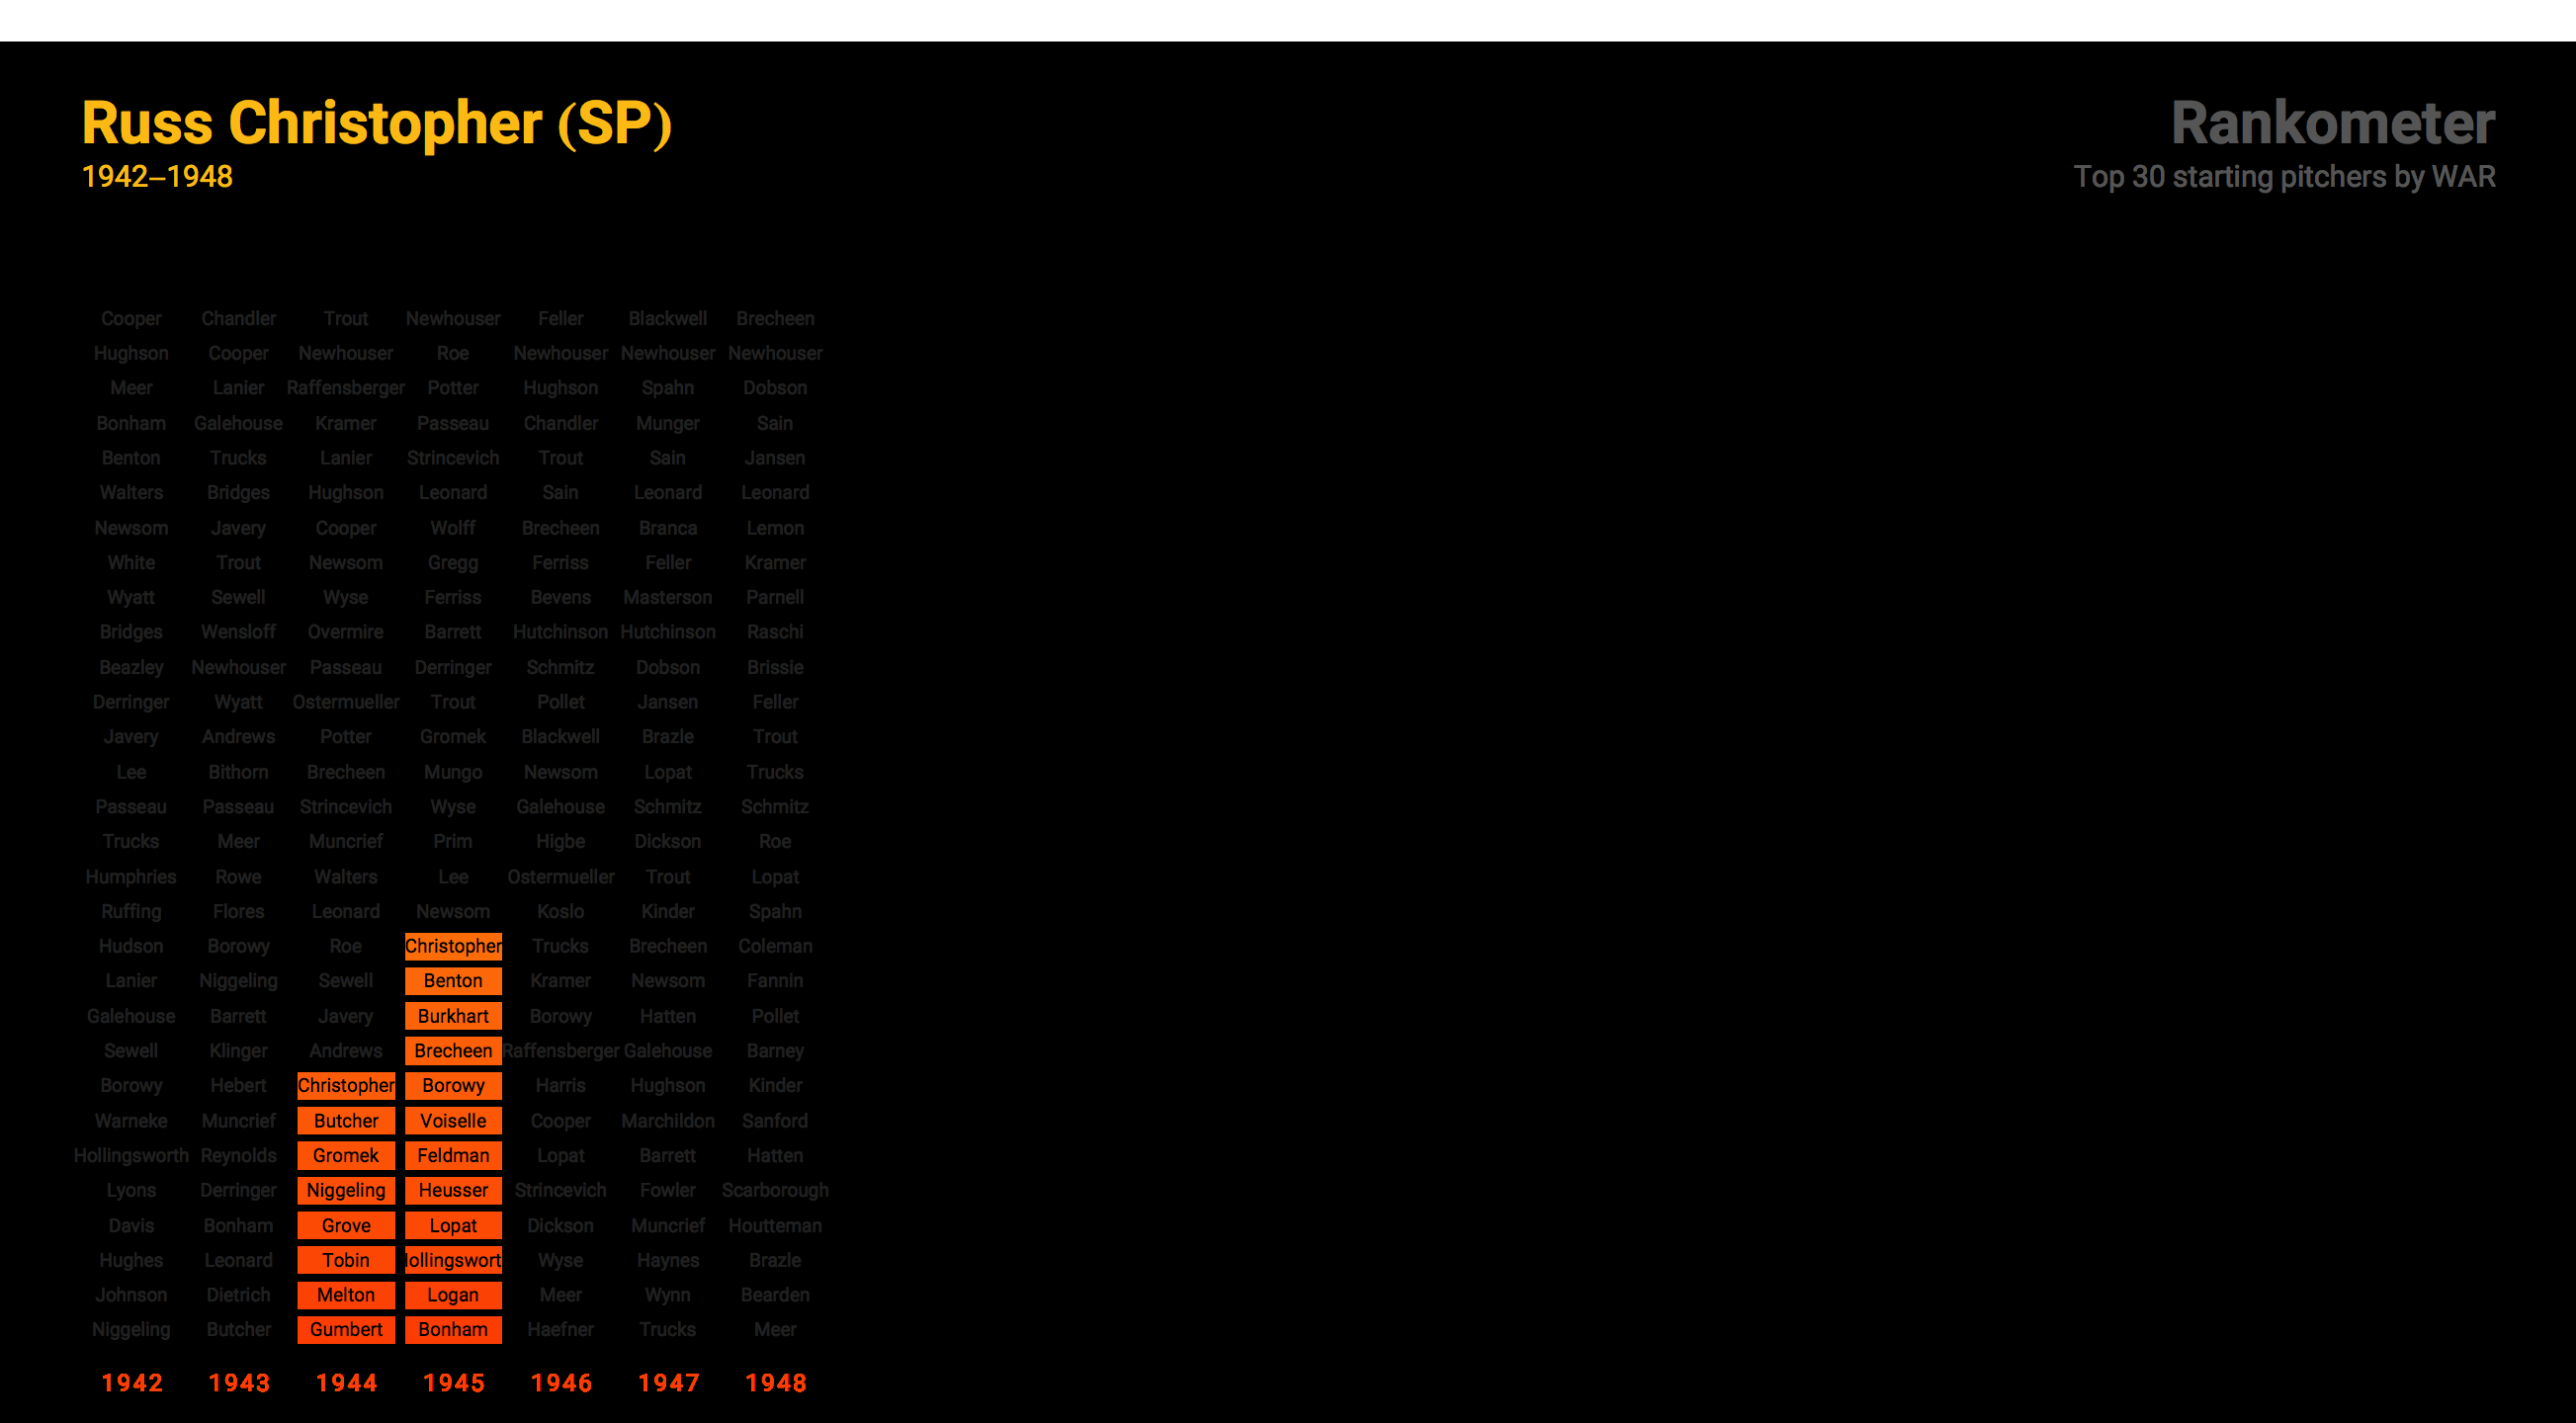 Russ Christopher (SP)
1942–1948
Rankometer
Top 30 starting pitchers by WAR
Cooper Chandler Trout Newhouser Feller Blackwell Brecheen
Hughson Cooper Newhouser Roe Newhouser Newhouser Newhouser
Meer Lanier Raffensberger Potter Hughson Spahn Dobson
Bonham Galehouse Kramer Passeau Chandler Munger Sain
Benton Trucks Lanier Strincevich Trout Sain Jansen
Walters Bridges Hughson Leonard Sain Leonard Leonard
Newsom Javery Cooper Wolff Brecheen Branca Lemon
White Trout Newsom Gregg Ferriss Feller Kramer
Wyatt Sewell Wyse Ferriss Bevens Masterson Parnell
Bridges Wensloff Overmire Barrett Hutchinson Hutchinson Raschi
Beazley Newhouser Passeau Derringer Schmitz Dobson Brissie
Derringer Wyatt Ostermueller Trout Pollet Jansen Feller
Javery Andrews Potter Gromek Blackwell Brazle Trout
Lee Bithorn Brecheen Mungo Newsom Lopat Trucks
Passeau Passeau Strincevich Wyse Galehouse Schmitz Schmitz
Trucks Meer Muncrief Prim Higbe Dickson Roe
Humphries Rowe Walters Lee Ostermueller Trout Lopat
Ruffing Flores Leonard Newsom Koslo Kinder Spahn
Hudson Borowy Roe Christopher Trucks Brecheen Coleman
Lanier Niggeling Sewell Benton Kramer Newsom Fannin
Galehouse Barrett Javery Burkhart Borowy Hatten Pollet
Sewell Klinger Andrews Brecheen Raffensberger Galehouse Barney
Borowy Hebert Christopher Borowy Harris Hughson Kinder
Warneke Muncrief Butcher Voiselle Cooper Marchildon Sanford
Hollingsworth Reynolds Gromek Feldman Lopat Barrett Hatten
Lyons Derringer Niggeling Heusser Strincevich Fowler Scarborough
Davis Bonham Grove Lopat Dickson Muncrief Houtteman
Hughes Leonard Tobin ollingswort Wyse Haynes Brazle
Johnson Dietrich Melton Logan Meer Wynn Bearden
Niggeling Butcher Gumbert Bonham Haefner Trucks Meer
1942 1943 1944 1945 1946 1947 1948